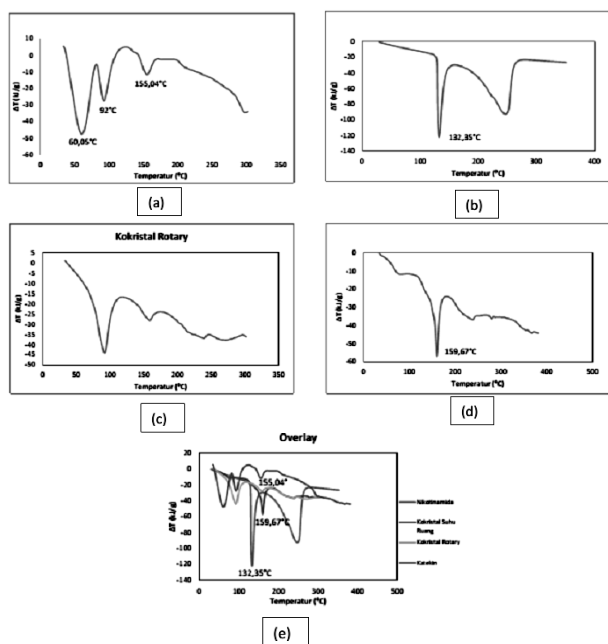 10
0
-10
-20
-30
-40
-50
-60
ΔT (kJ/g)
0 50 100 150 200 250 300 350
155,04°C
92°C
60,05°C
Temperatur (°C)
(a)
0
-20
-40
-60
-80
-100
-120
-140
ΔT (kJ/g)
0 100 200 300 400
132,35°C
Temperatur (°C)
(b)
Kokristal Rotary
5
0
-5
-10
-15
-20
-25
-30
-35
-40
-45
-50
ΔT (kJ/g)
0 50 100 150 200 250 300 350
Temperatur (°C)
(c)
0
-10
-20
-30
-40
-50
-60
ΔT (kJ/g)
0 100 200 300 400 500
159,67°C
Temperatur (°C)
(d)
Overlay
20
0
-20
-40
-60
-80
-100
-120
-140
ΔT (kJ/g)
0 100 200 300 400 500
155,04°
159,67°C
132,35°C
Temperatur (°C)
Nikotinamida
Kokristal Suhu
Ruang
Kokristal Rotary
(e)